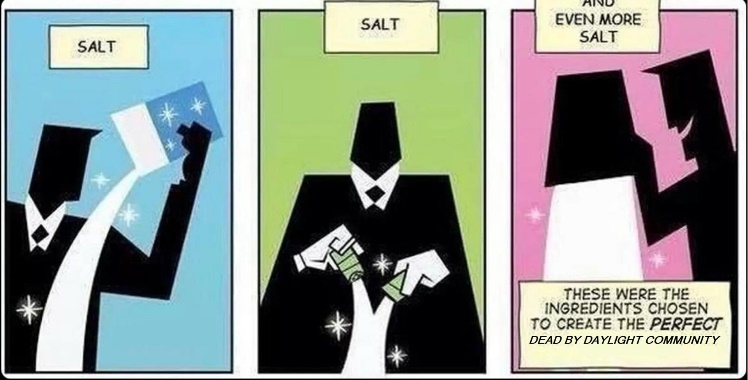 SALT
SALT
AND
EVEN MORE
SALT
THESE WERE THE
INGREDIENTS CHOSEN
TO CREATE THE PERFECT
DEAD BY DAYLIGHT COMMUNITY